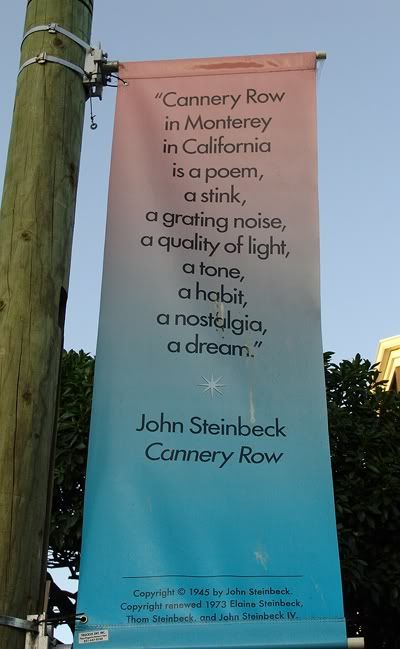 "Cannery Row
in Monterey
in California
is a poem,
a stink,
a grating noise,
a quality of light,
a tone,
a habit,
a nostalgia,
a dream."
John Steinbeck
Cannery Row
Copyright © 1945 by John Steinbeck.
Copyright renewed 1973 Elaine Steinbeck,
Thom Steinbeck, and John Steinbeck IV.